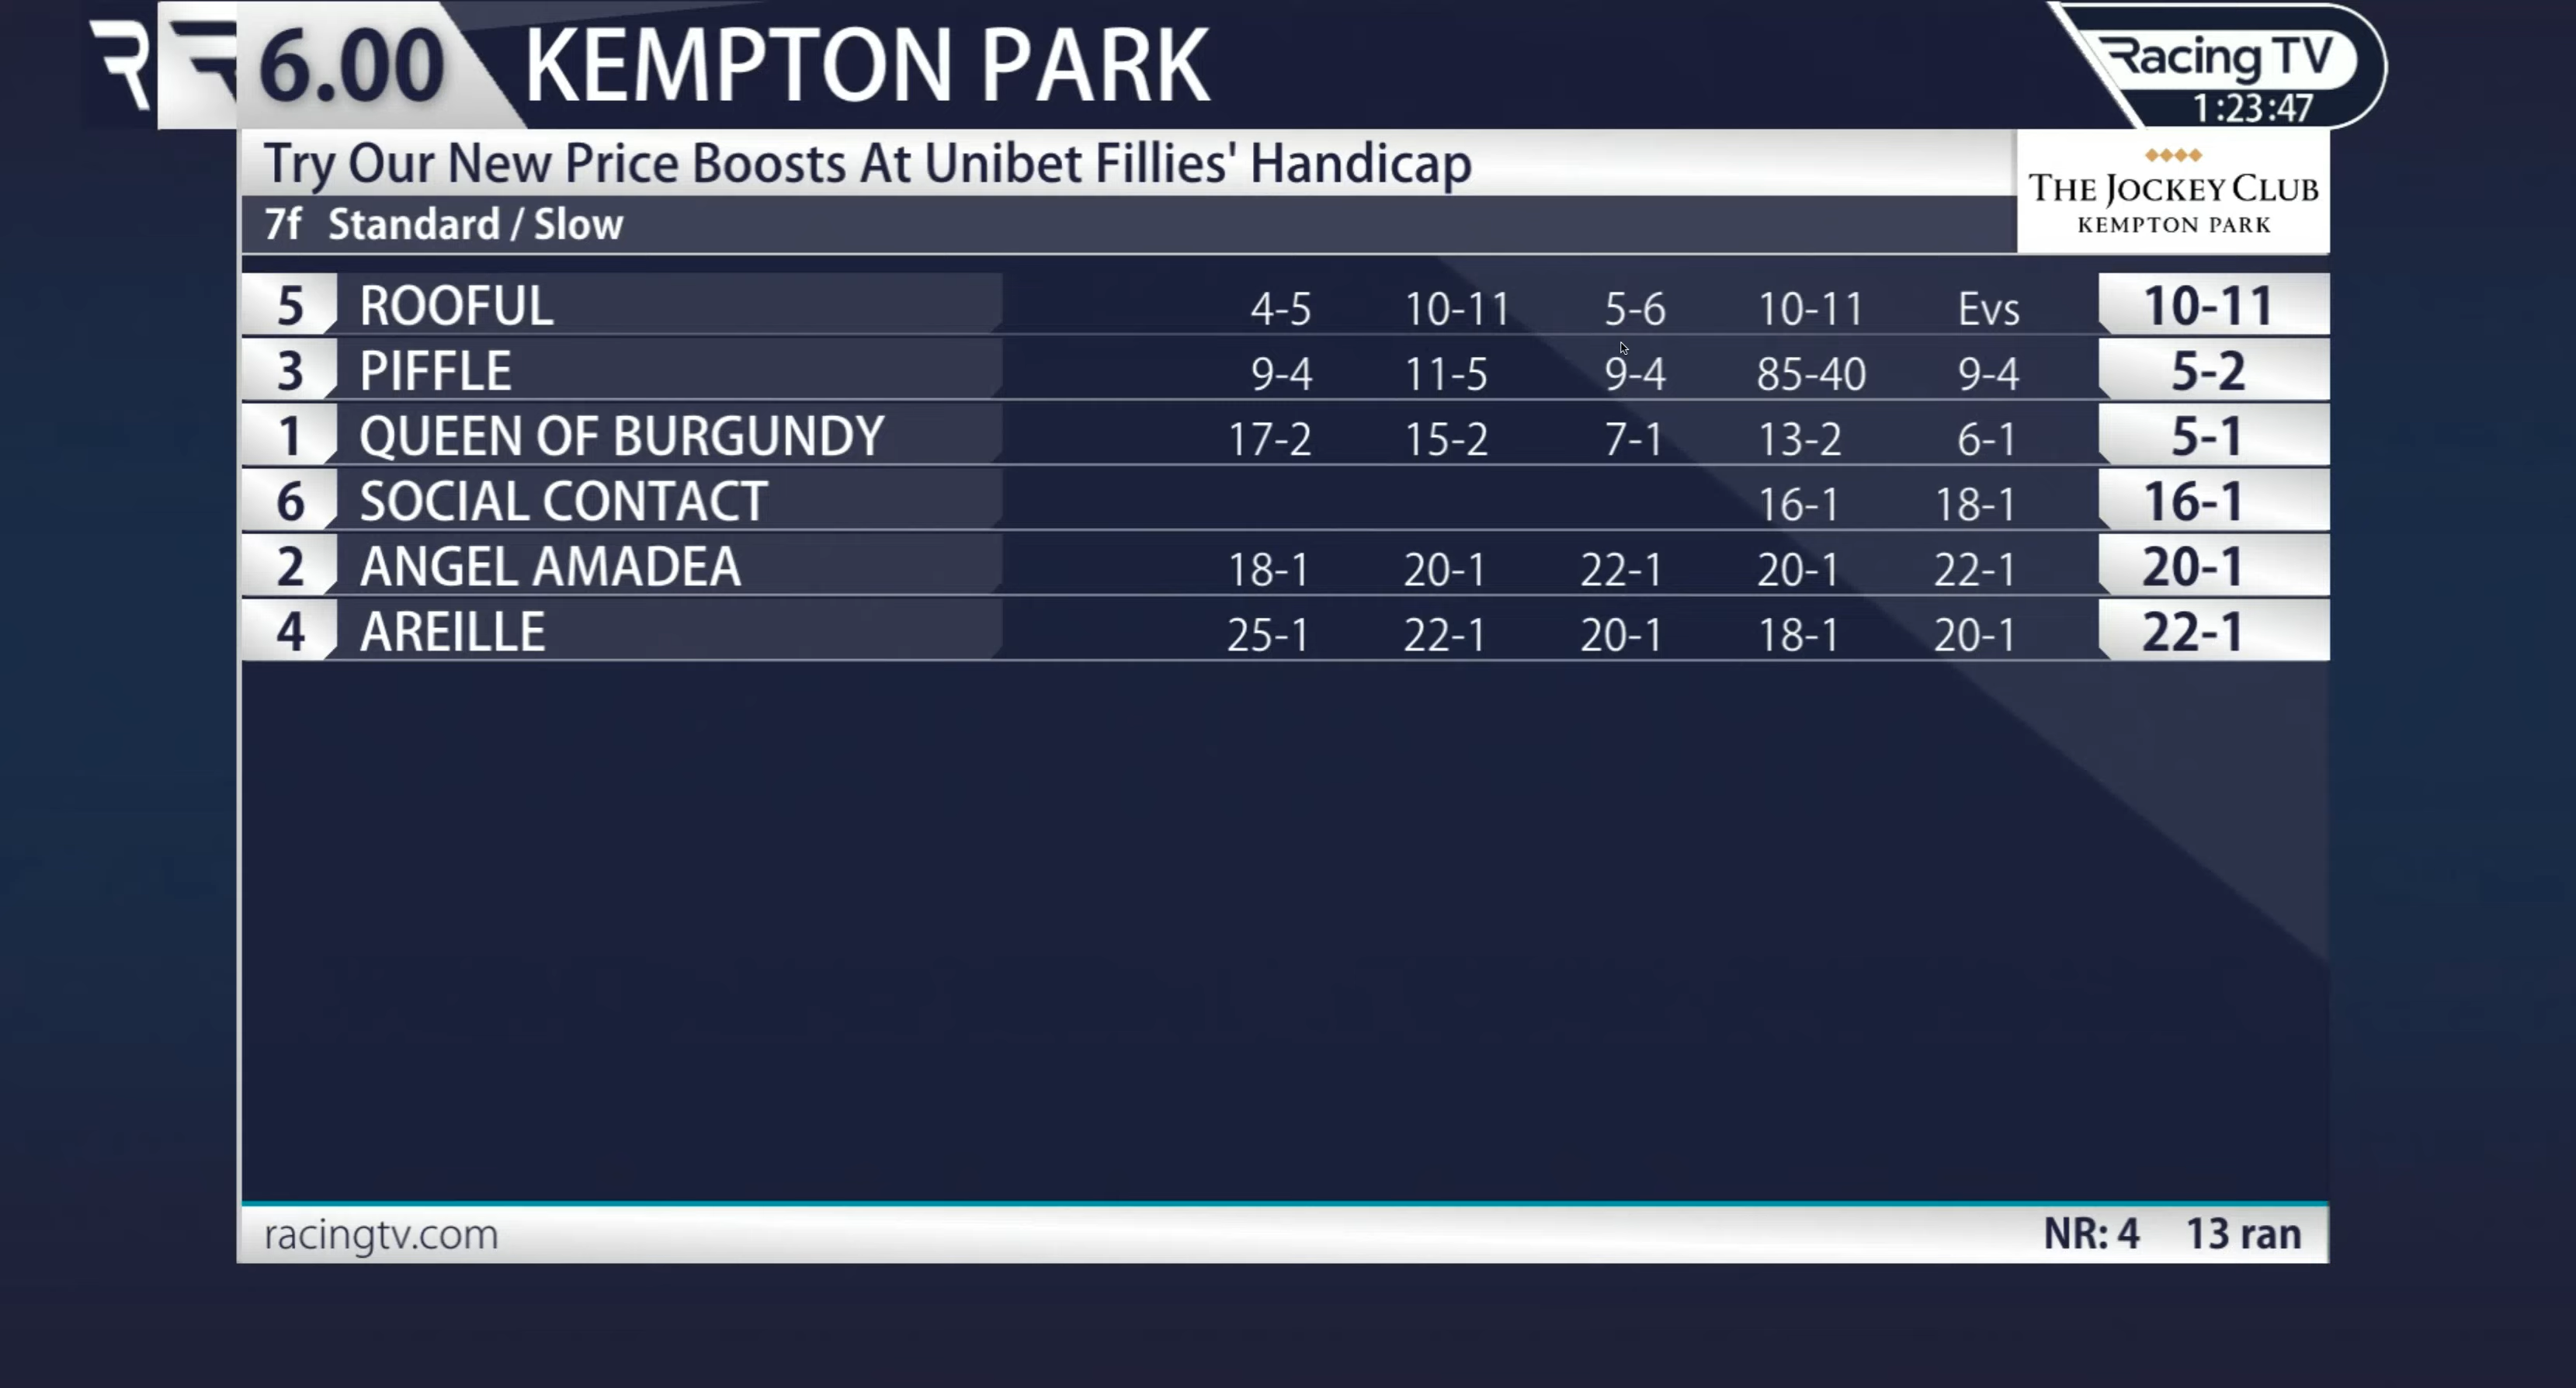 6.00 KEMPTON PARK
Racing TV
1:23:47
Try Our New Price Boosts At Unibet Fillies' Handicap
THE JOCKEY CLUB
KEMPTON PARK
7f Standard / Slow
5 ROOFUL 4-5 10-11 5-6 10-11 Evs 10-11
3 PIFFLE 9-4 11-5 9-4 85-40 9-4 5-2
1 QUEEN OF BURGUNDY 17-2 15-2 7-1 13-2 6-1 5-1
6 SOCIAL CONTACT 16-1 18-1 16-1
2 ANGEL AMADEA 18-1 20-1 22-1 20-1 22-1 20-1
4 AREILLE 25-1 22-1 20-1 18-1 20-1 22-1
racingtv.com NR: 4 13 ran